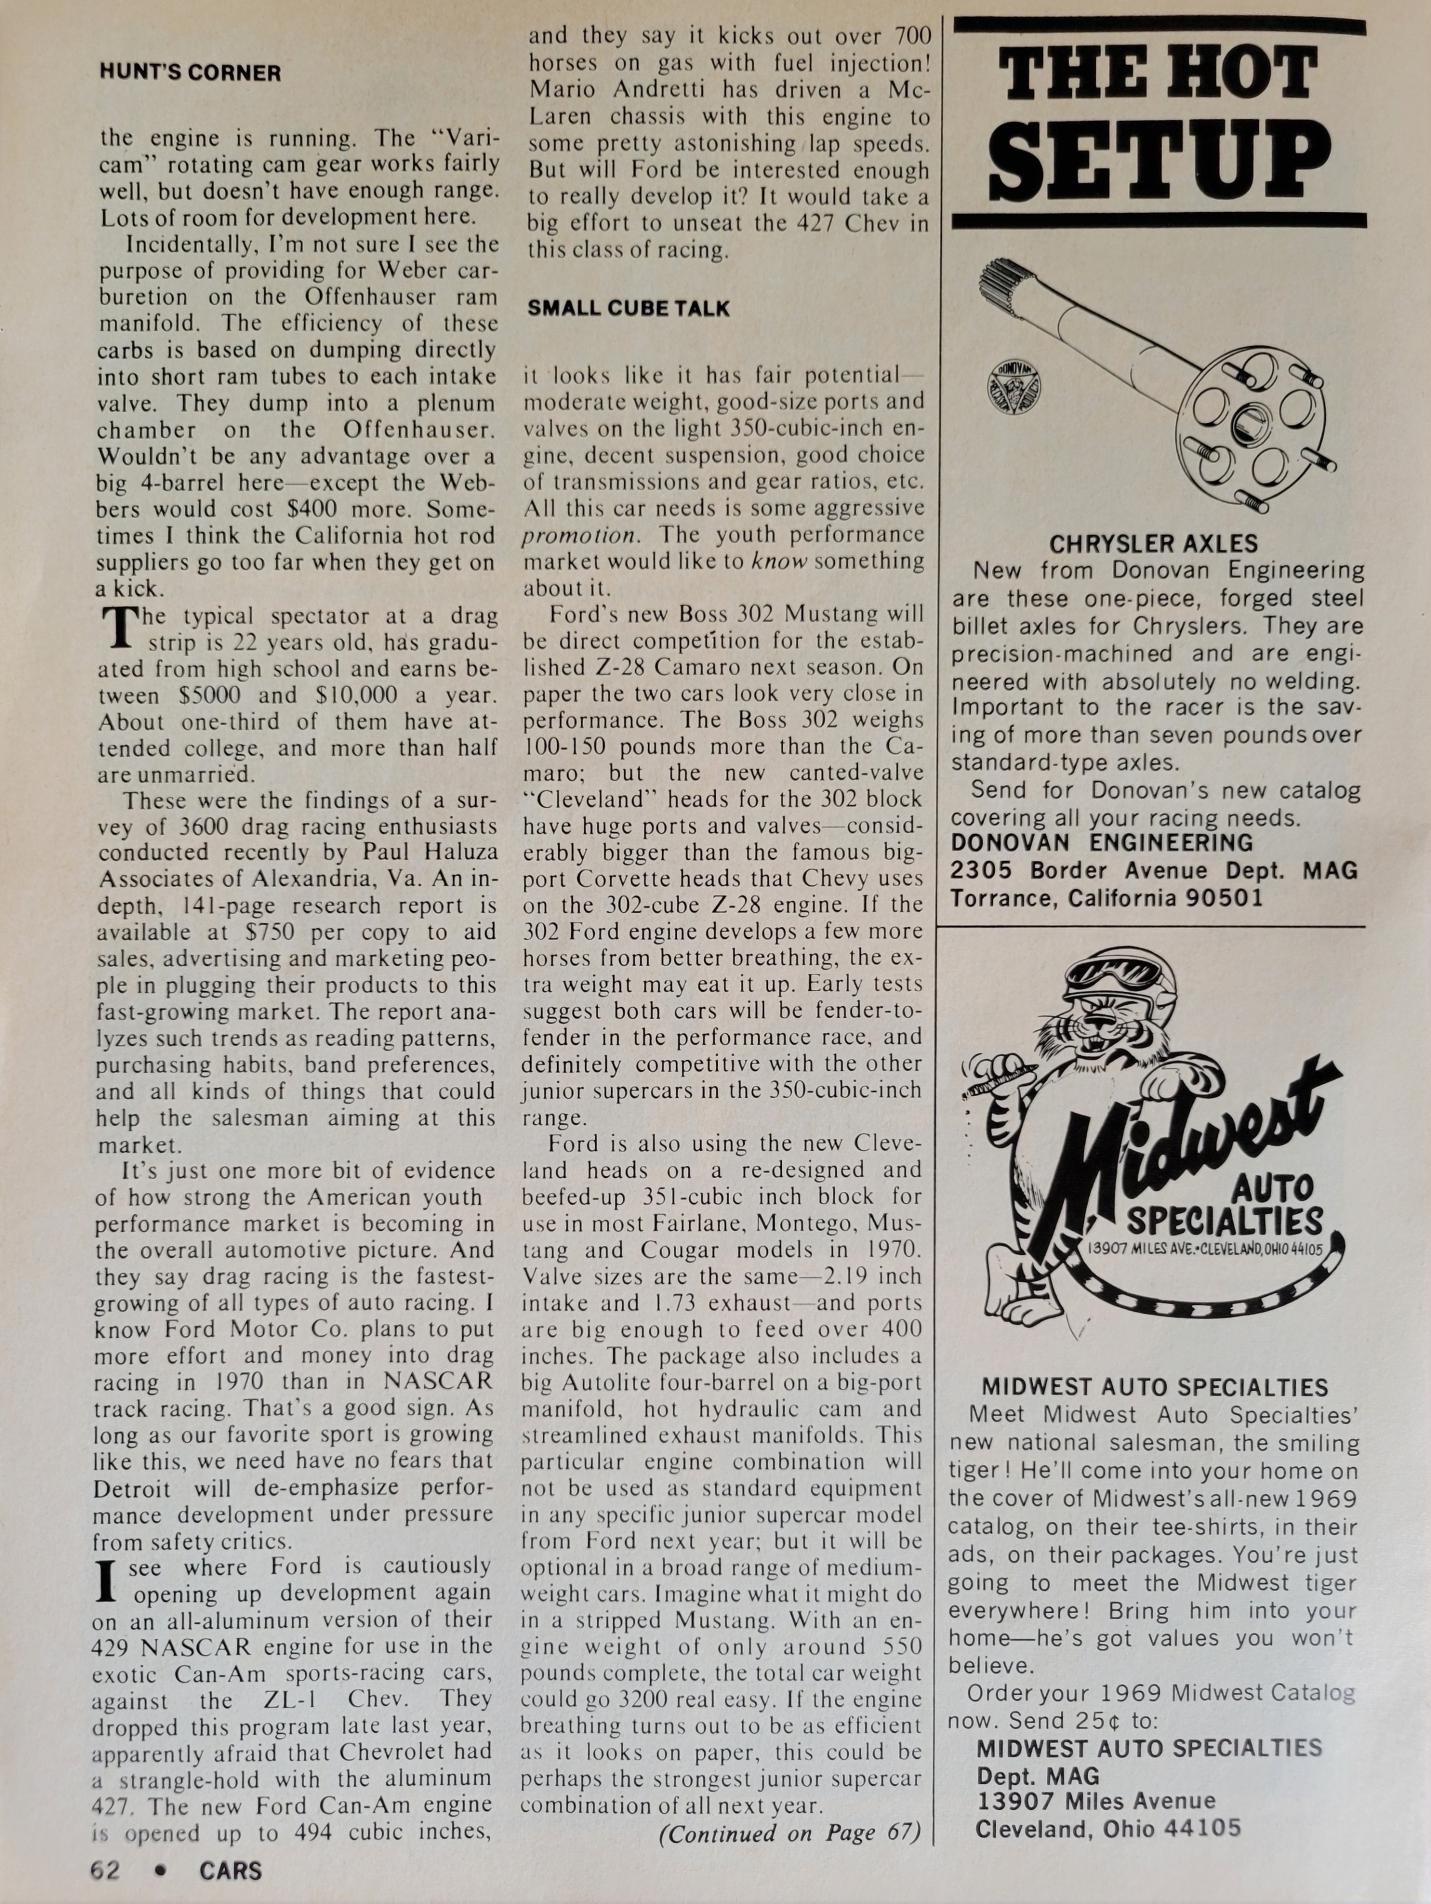 HUNT'S CORNER
the engine is running. The “Vari-
cam” rotating cam gear works fairly
well, but doesn't have enough range.
Lots of room for development here.
Incidentally, I'm not sure I see the
purpose of providing for Weber car-
buretion on the Offenhauser ram
manifold. The efficiency of these
carbs is based on dumping directly
into short ram tubes to each intake
valve. They dump into a plenum
chamber on the Offenhauser.
Wouldn't be any advantage over a
big 4-barrel here—except the Web-
bers would cost $400 more. Some-
times I think the California hot rod
suppliers go too far when they get on
a kick.
The typical spectator at a drag
strip is 22 years old, has gradu-
ated from high school and earns be-
tween $5000 and $10,000 a year.
About one-third of them have at-
tended college, and more than half
are unmarried.
These were the findings of a sur-
vey of 3600 drag racing enthusiasts
conducted recently by Paul Haluza
Associates of Alexandria, Va. An in-
depth, 141-page research report is
available at $750 per copy to aid
sales, advertising and marketing peo-
ple in plugging their products to this
fast-growing market. The report ana-
lyzes such trends as reading patterns,
purchasing habits, band preferences,
and all kinds of things that could
help the salesman aiming at this
market.
It's just one more bit of evidence
of how strong the American youth
performance market is becoming in
the overall automotive picture. And
they say drag racing is the fastest-
growing of all types of auto racing. I
know Ford Motor Co. plans to put
more effort and money into drag
racing in 1970 than in NASCAR
track racing. That's a good sign. As
long as our favorite sport is growing
like this, we need have no fears that
Detroit will de-emphasize perfor-
mance development under pressure
from safety critics.
I see where Ford is cautiously
opening up development again
on an all-aluminum version of their
429 NASCAR engine for use in the
exotic Can-Am sports-racing cars,
against the ZL-1 Chev. They
dropped this program late last year,
apparently afraid that Chevrolet had
a strangle-hold with the aluminum
427. The new Ford Can-Am engine
is opened up to 494 cubic inches,
and they say it kicks out over 700
horses on gas with fuel injection!
Mario Andretti has driven a Mc-
Laren chassis with this engine to
some pretty astonishing lap speeds.
But will Ford be interested enough
to really develop it? It would take a
big effort to unseat the 427 Chev in
this class of racing.
SMALL CUBE TALK
it looks like it has fair potential—
moderate weight, good-size ports and
valves on the light 350-cubic-inch en-
gine, decent suspension, good choice
of transmissions and gear ratios, etc.
All this car needs is some aggressive
promotion. The youth performance
market would like to know something
about it.
Ford's new Boss 302 Mustang will
be direct competition for the estab-
lished Z-28 Camaro next season. On
paper the two cars look very close in
performance. The Boss 302 weighs
100-150 pounds more than the Ca-
maro; but the new canted-valve
“Cleveland” heads for the 302 block
have huge ports and valves—consid-
erably bigger than the famous big-
port Corvette heads that Chevy uses
on the 302-cube Z-28 engine. If the
302 Ford engine develops a few more
horses from better breathing, the ex-
tra weight may eat it up. Early tests
suggest both cars will be fender-to-
fender in the performance race, and
definitely competitive with the other
junior supercars in the 350-cubic-inch
range.
Ford is also using the new Cleve-
land heads on a re-designed and
beefed-up 351-cubic inch block for
use in most Fairlane, Montego, Mus-
tang and Cougar models in 1970.
Valve sizes are the same—2.19 inch
intake and 1.73 exhaust—and ports
are big enough to feed over 400
inches. The package also includes a
big Autolite four-barrel on a big-port
manifold, hot hydraulic cam and
streamlined exhaust manifolds. This
particular engine combination will
not be used as standard equipment
in any specific junior supercar model
from Ford next year; but it will be
optional in a broad range of medium-
weight cars. Imagine what it might do
in a stripped Mustang. With an en-
gine weight of only around 550
pounds complete, the total car weight
could go 3200 real easy. If the engine
breathing turns out to be as efficient
as it looks on paper, this could be
perhaps the strongest junior supercar
combination of all next year.
(Continued on Page 67)
THE HOT
SETUP
DONOVAN
CHRYSLER AXLES
New from Donovan Engineering
are these one-piece, forged steel
billet axles for Chryslers. They are
precision-machined and are engi-
neered with absolutely no welding.
Important to the racer is the sav-
ing of more than seven pounds over
standard-type axles.
Send for Donovan's new catalog
covering all your racing needs.
DONOVAN ENGINEERING
2305 Border Avenue Dept. MAG
Torrance, California 90501
Midwest
AUTO
SPECIALTIES
13907 MILES AVE.•CLEVELAND, OHIO 44105
MIDWEST AUTO SPECIALTIES
Meet Midwest Auto Specialties'
new national salesman, the smiling
tiger! He'll come into your home on
the cover of Midwest's all-new 1969
catalog, on their tee-shirts, in their
ads, on their packages. You're just
going to meet the Midwest tiger
everywhere! Bring him into your
home—he's got values you won't
believe.
Order your 1969 Midwest Catalog
now. Send 25¢ to:
MIDWEST AUTO SPECIALTIES
Dept. MAG
13907 Miles Avenue
Cleveland, Ohio 44105
62 • CARS